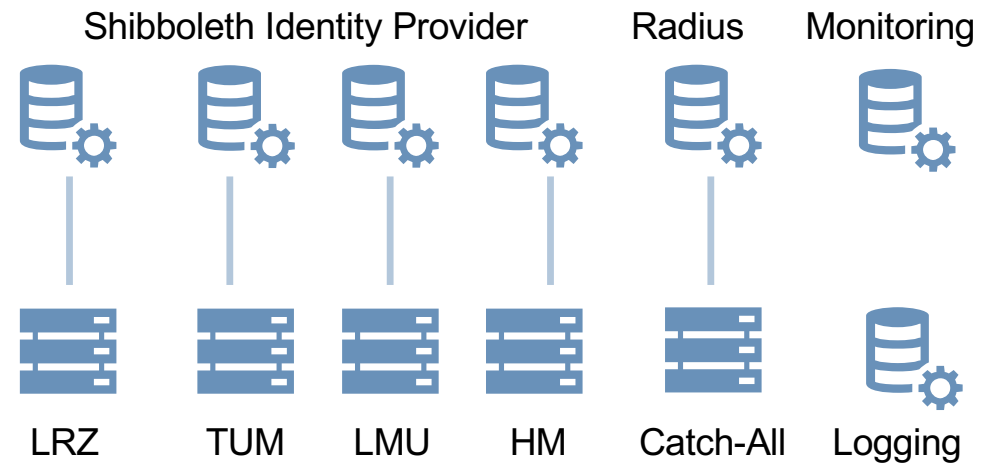 Shibboleth Identity Provider Radius Monitoring
LRZ TUM LMU HM Catch-All Logging